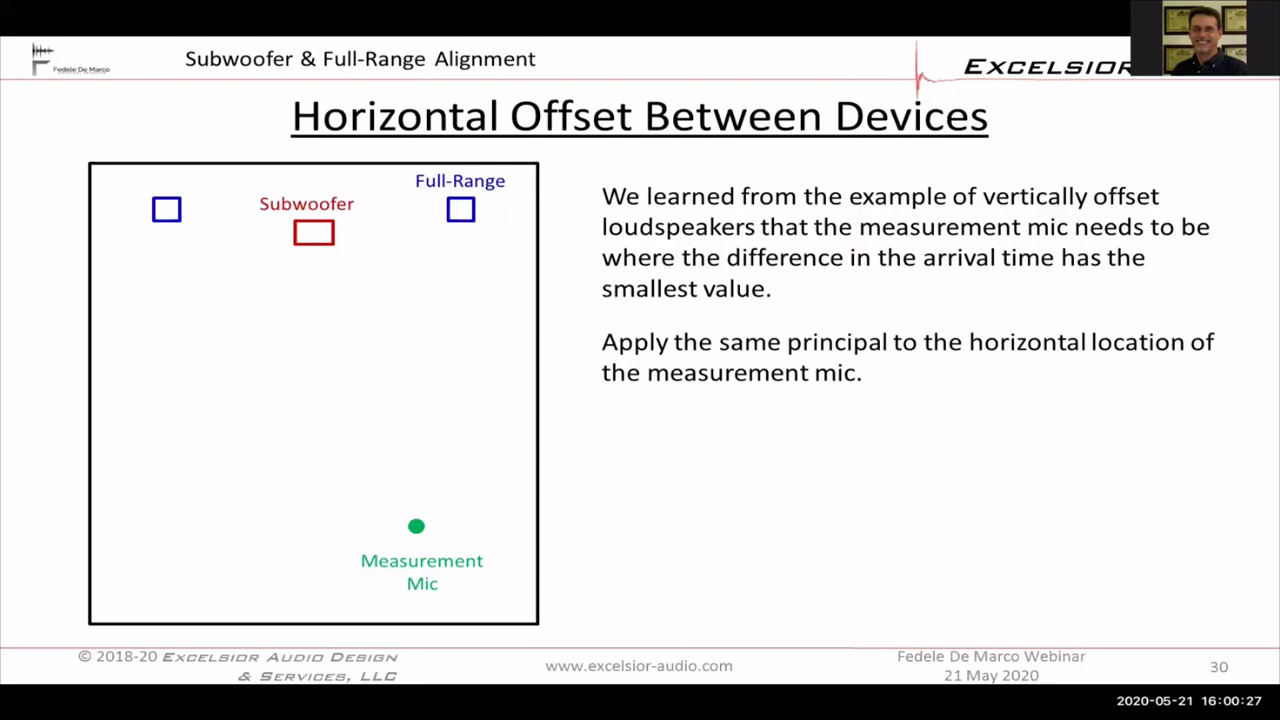 Fedele De Marco
Subwoofer & Full-Range Alignment
EXCELSIOR
Horizontal Offset Between Devices
Full-Range
Subwoofer
Measurement
Mic
We learned from the example of vertically offset
loudspeakers that the measurement mic needs to be
where the difference in the arrival time has the
smallest value.
Apply the same principal to the horizontal location of
the measurement mic.
© 2018-20 EXCELSIOR AUDIO DESIGN
& SERVICES, LLC
www.excelsior-audio.com
Fedele De Marco Webinar
21 May 2020
30
2020-05-21 16:00:27